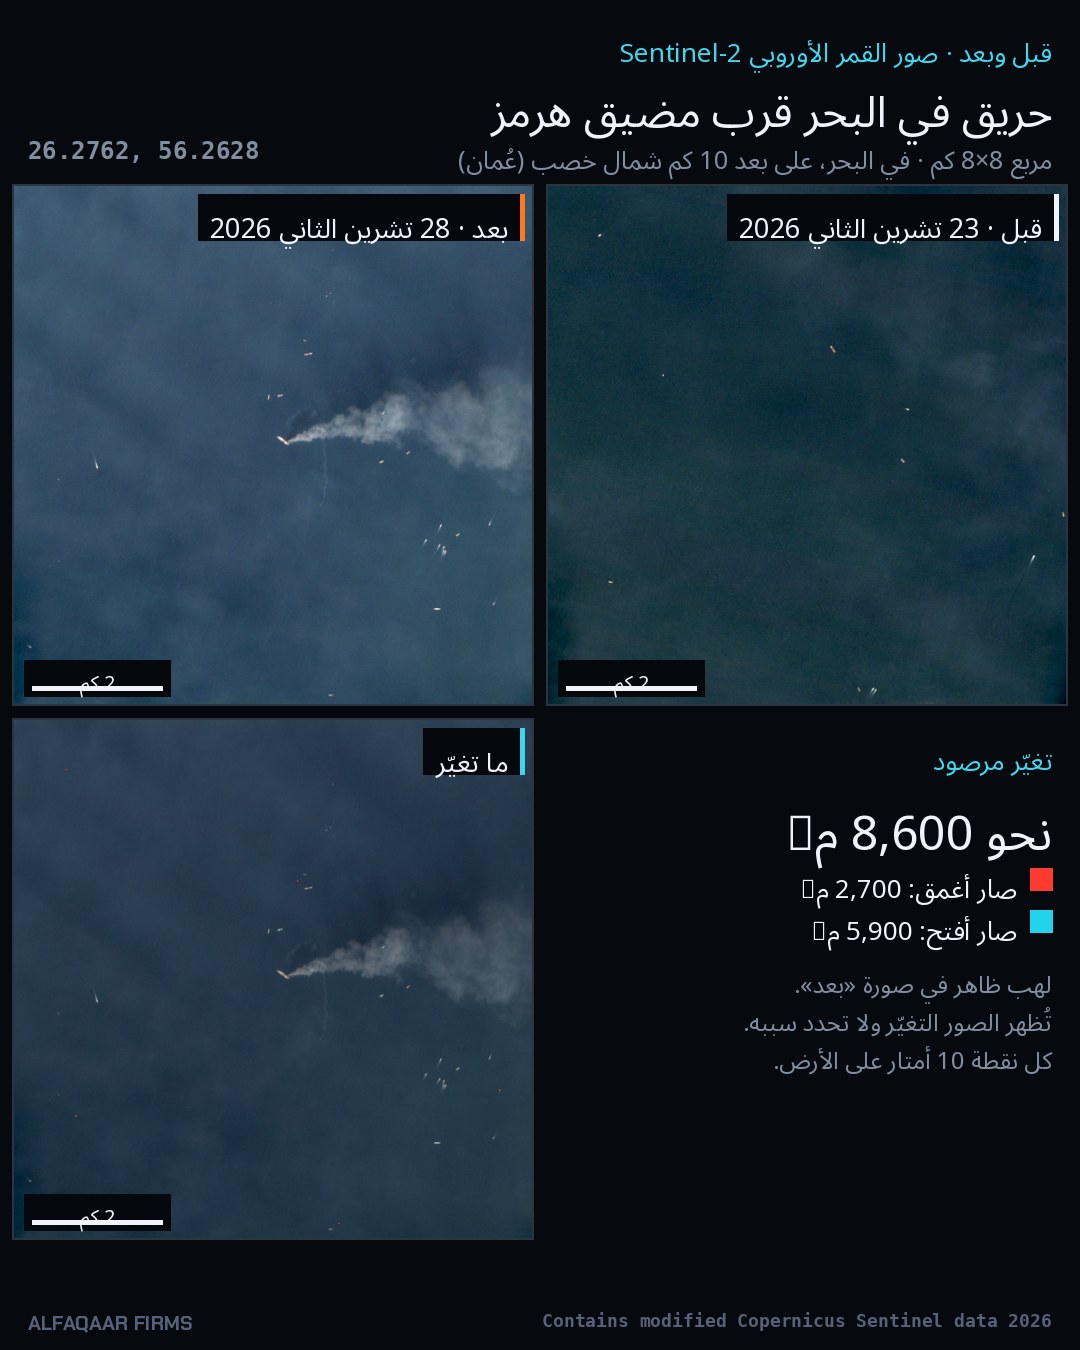 قبل وبعد · صور القمر الأوروبي Sentinel-2
حريق في البحر قرب مضيق هرمز
مربع 8×8 كم · في البحر، على بعد 10 كم شمال خصب (عُمان)
26.2762, 56.2628
قبل · 23 تشرين الثاني 2026
بعد · 28 تشرين الثاني 2026
2 كم
2 كم
ما تغيّر
تغيّر مرصود
نحو 8,600 م
صار أغمق: 2,700 م
صار أفتح: 5,900 م
لهب ظاهر في صورة «بعد».
تُظهر الصور التغيّر ولا تحدد سببه.
كل نقطة 10 أمتار على الأرض.
2 كم
Contains modified Copernicus Sentinel data 2026
ALFAQAAR FIRMS